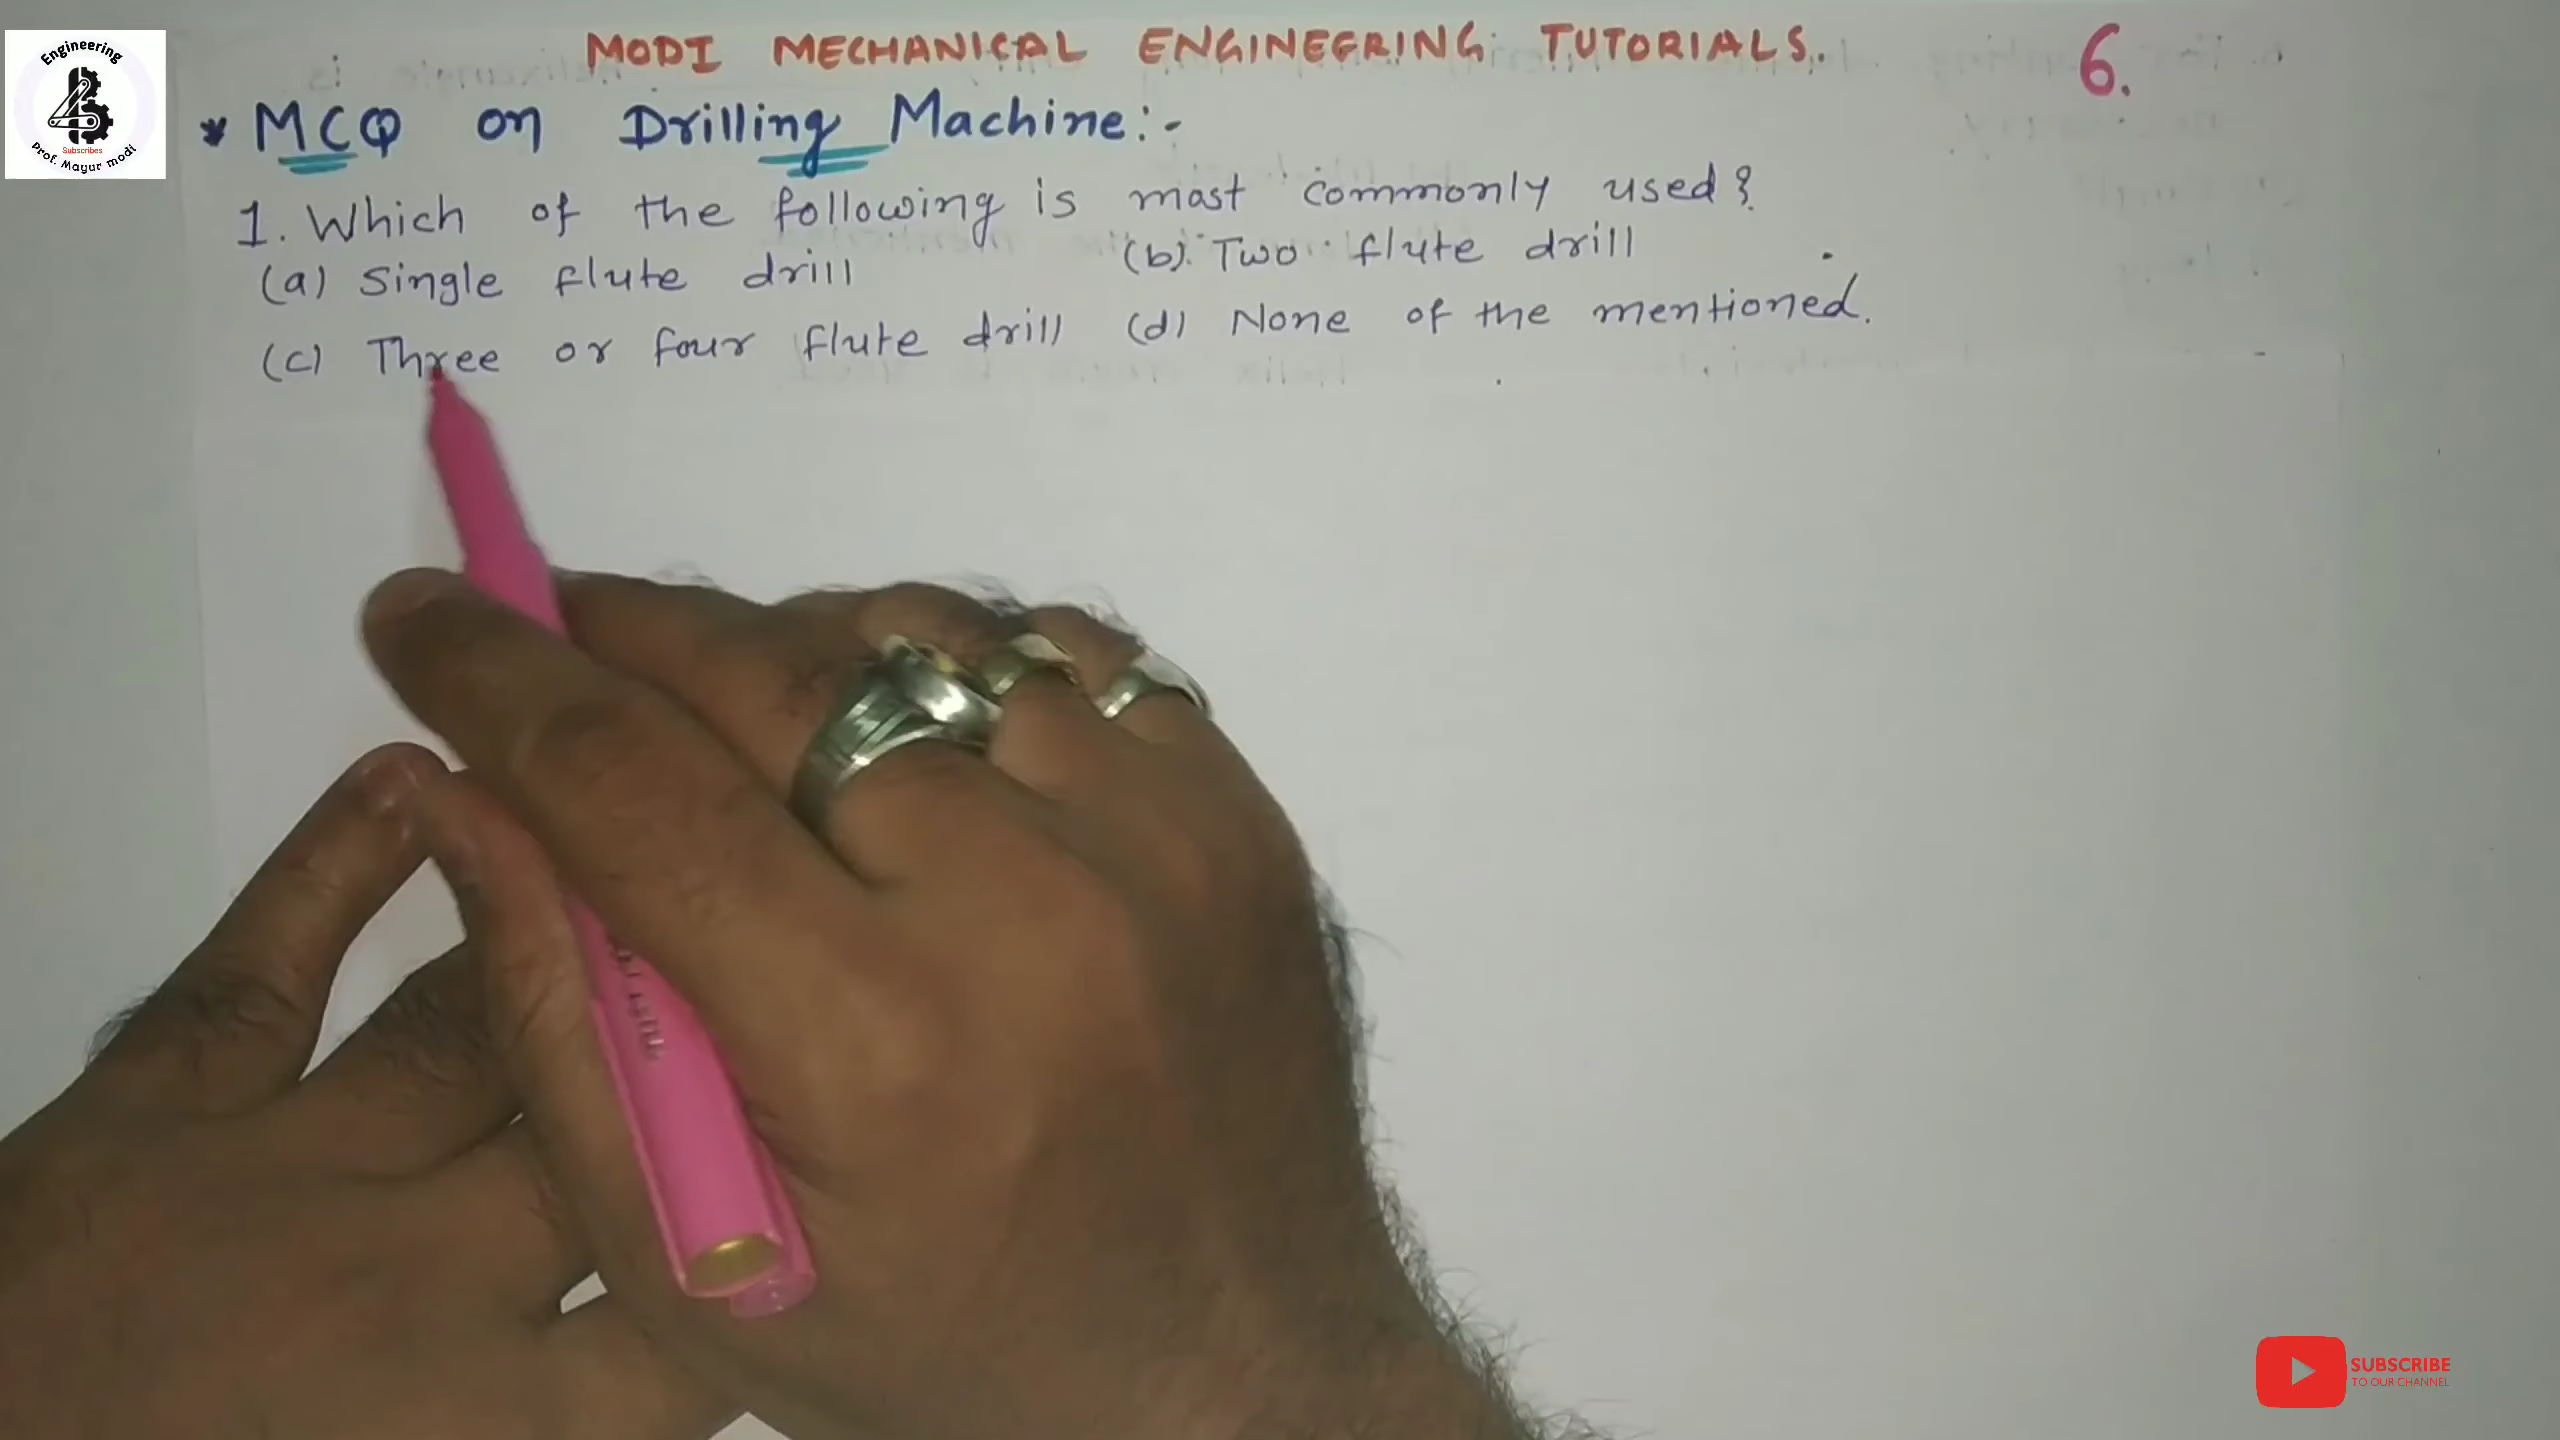 Engineering
Subscribes
Prof. Mayur modi
MODI MECHANICAL ENGINEERING TUTORIALS.
6.
* MCQ on Drilling Machine:-
1. Which of the following is most commonly used?
(a) Single flute drill (b). Two flute drill
(c) Three or four flute drill (d) None of the mentioned.
SUBSCRIBE
TO OUR CHANNEL